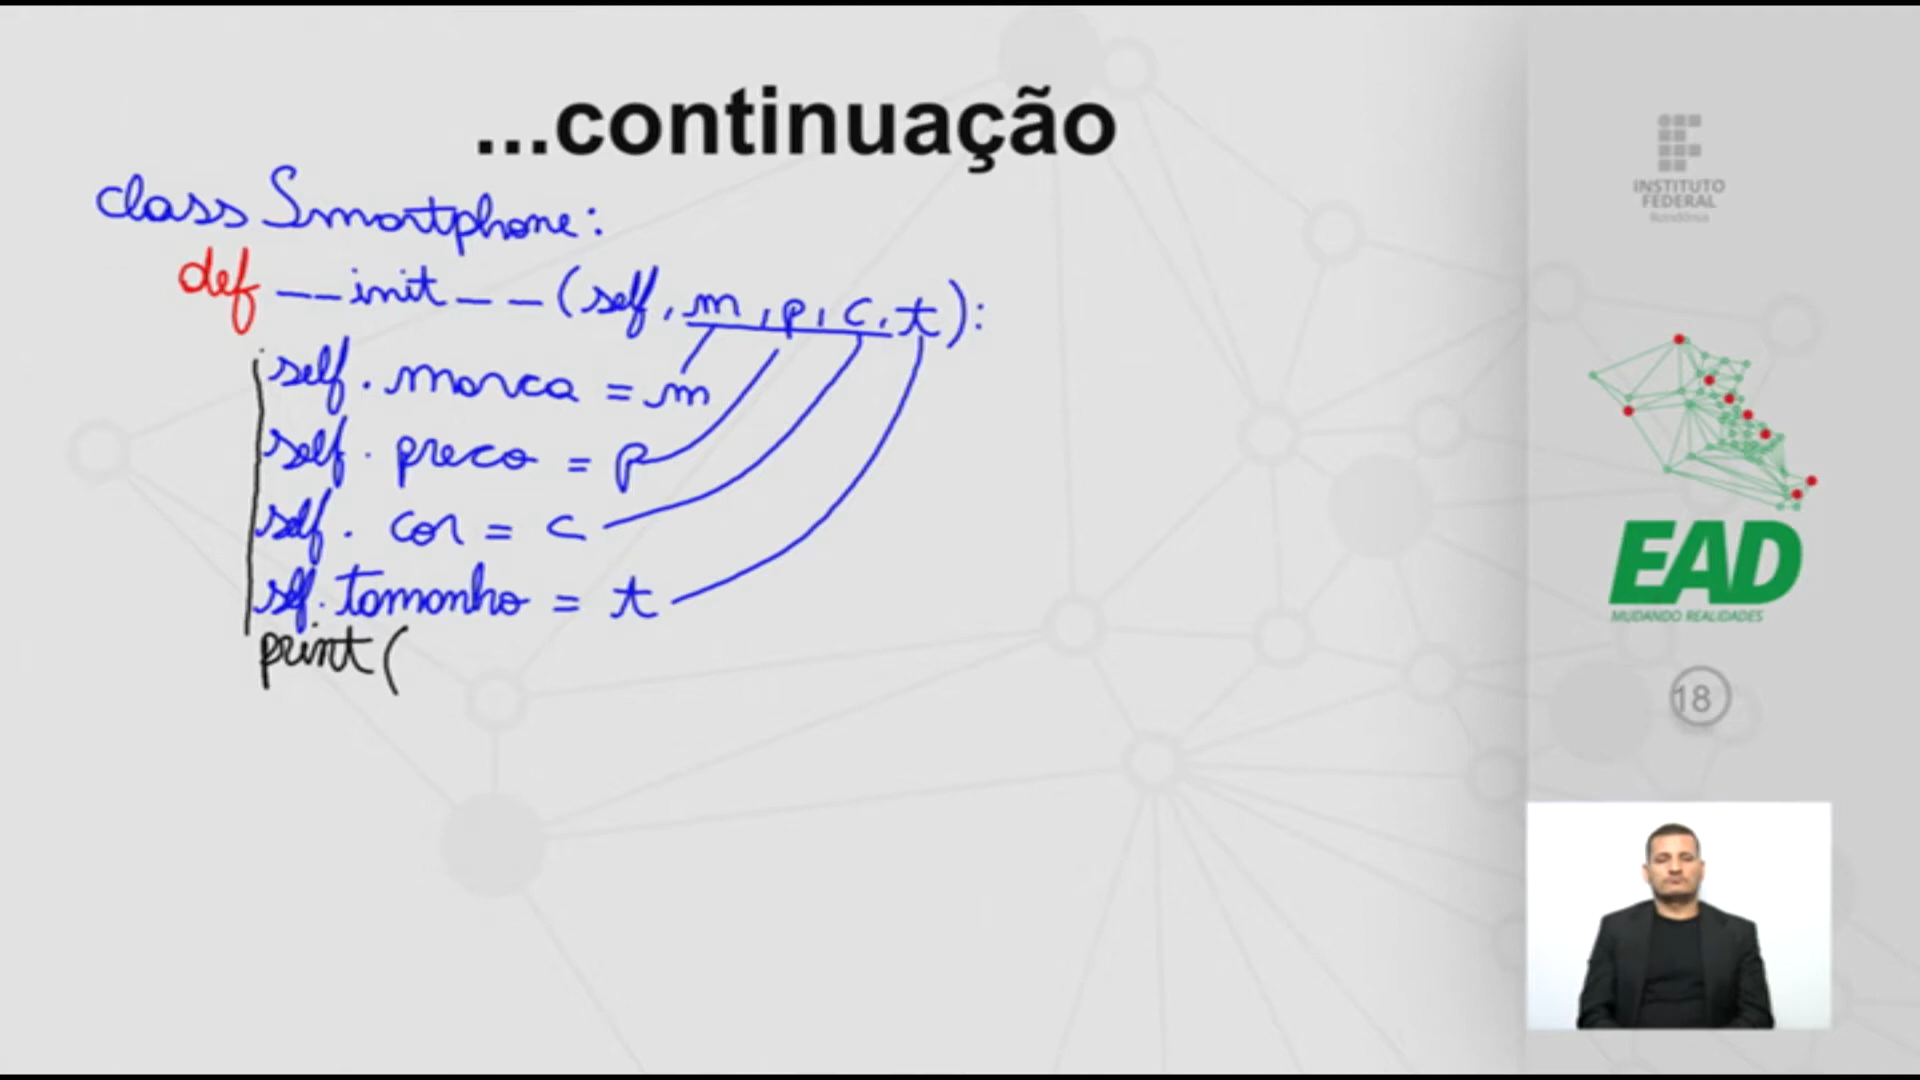 ...continuação
class Smartphone:
def __init__(self, m, p, c, t):
self.marca = m
self.preco = p
self.cor = c
self.tamanho = t
print(
INSTITUTO
FEDERAL
Rondônia
EAD
MUDANDO REALIDADES
18